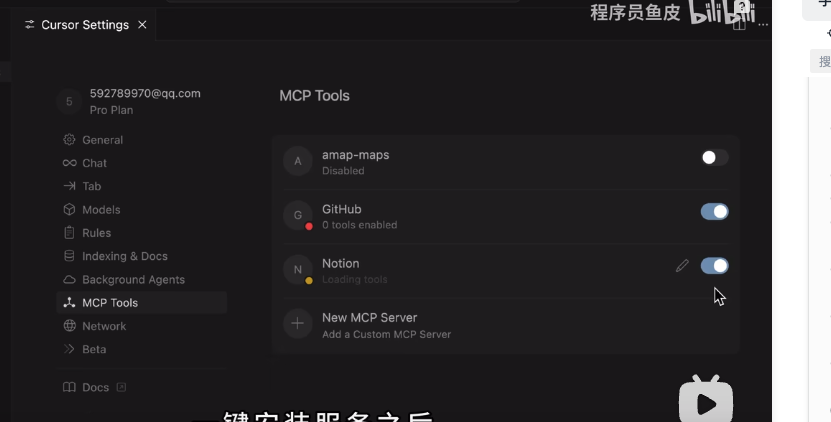 程序员鱼皮 bilibili
Cursor Settings
5
592789970@qq.com
Pro Plan
General
Chat
Tab
Models
Rules
Indexing & Docs
Background Agents
MCP Tools
Network
Beta
Docs
MCP Tools
A
amap-maps
Disabled
G
GitHub
0 tools enabled
N
Notion
Loading tools
New MCP Server
Add a Custom MCP Server
一键安装服务之后
搜